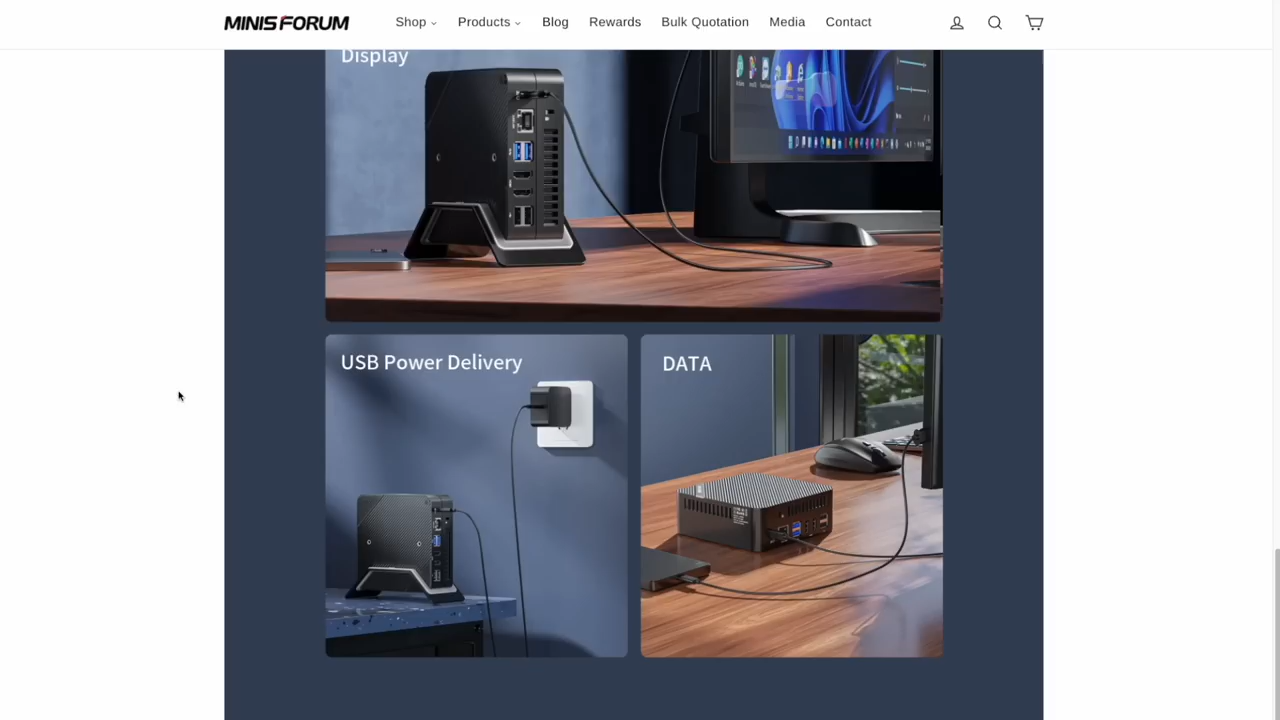 MINISFORUM
Shop
Products
Blog
Rewards
Bulk Quotation
Media
Contact
Display
USB Power Delivery
DATA